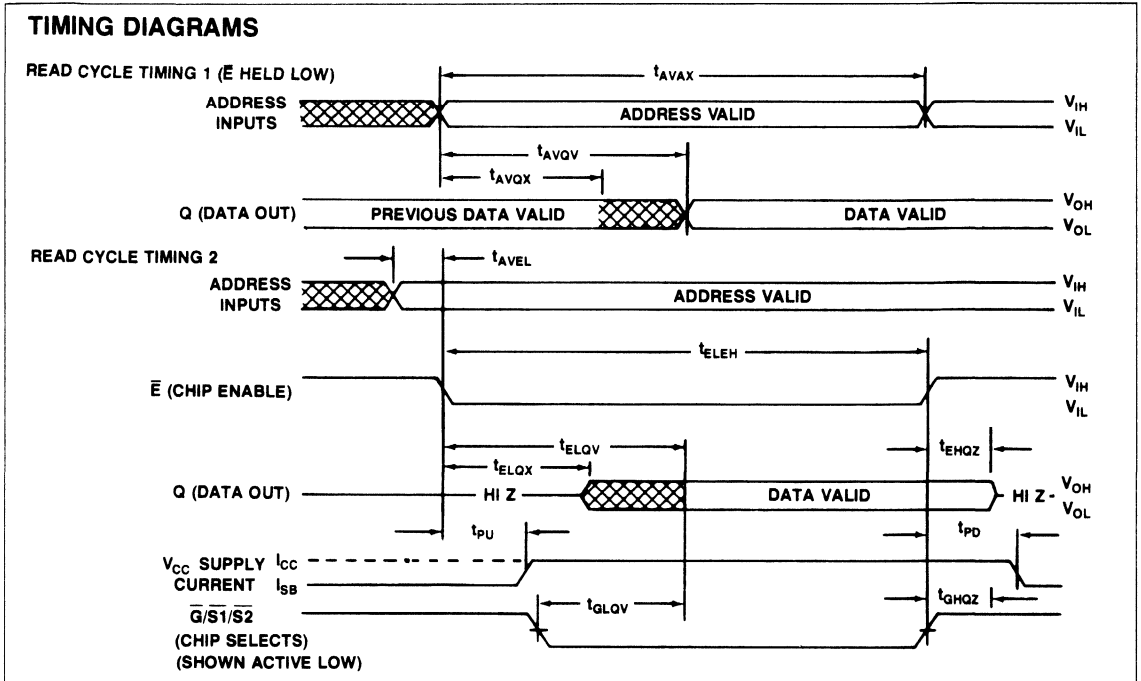 TIMING DIAGRAMS
READ CYCLE TIMING 1 (E̅ HELD LOW)
tAVAX
ADDRESS INPUTS
ADDRESS VALID
VIH
VIL
tAVQV
tAVQX
Q (DATA OUT)
PREVIOUS DATA VALID
DATA VALID
VOH
VOL
READ CYCLE TIMING 2
tAVEL
ADDRESS INPUTS
ADDRESS VALID
VIH
VIL
tELEH
E̅ (CHIP ENABLE)
VIH
VIL
tELQV
tEHQZ
tELQX
Q (DATA OUT)
HI Z
DATA VALID
HI Z
VOH
VOL
tPU
tPD
VCC SUPPLY CURRENT
ICC
ISB
tGLQV
tGHQZ
G̅/S̅1̅/S̅2̅
(CHIP SELECTS)
(SHOWN ACTIVE LOW)